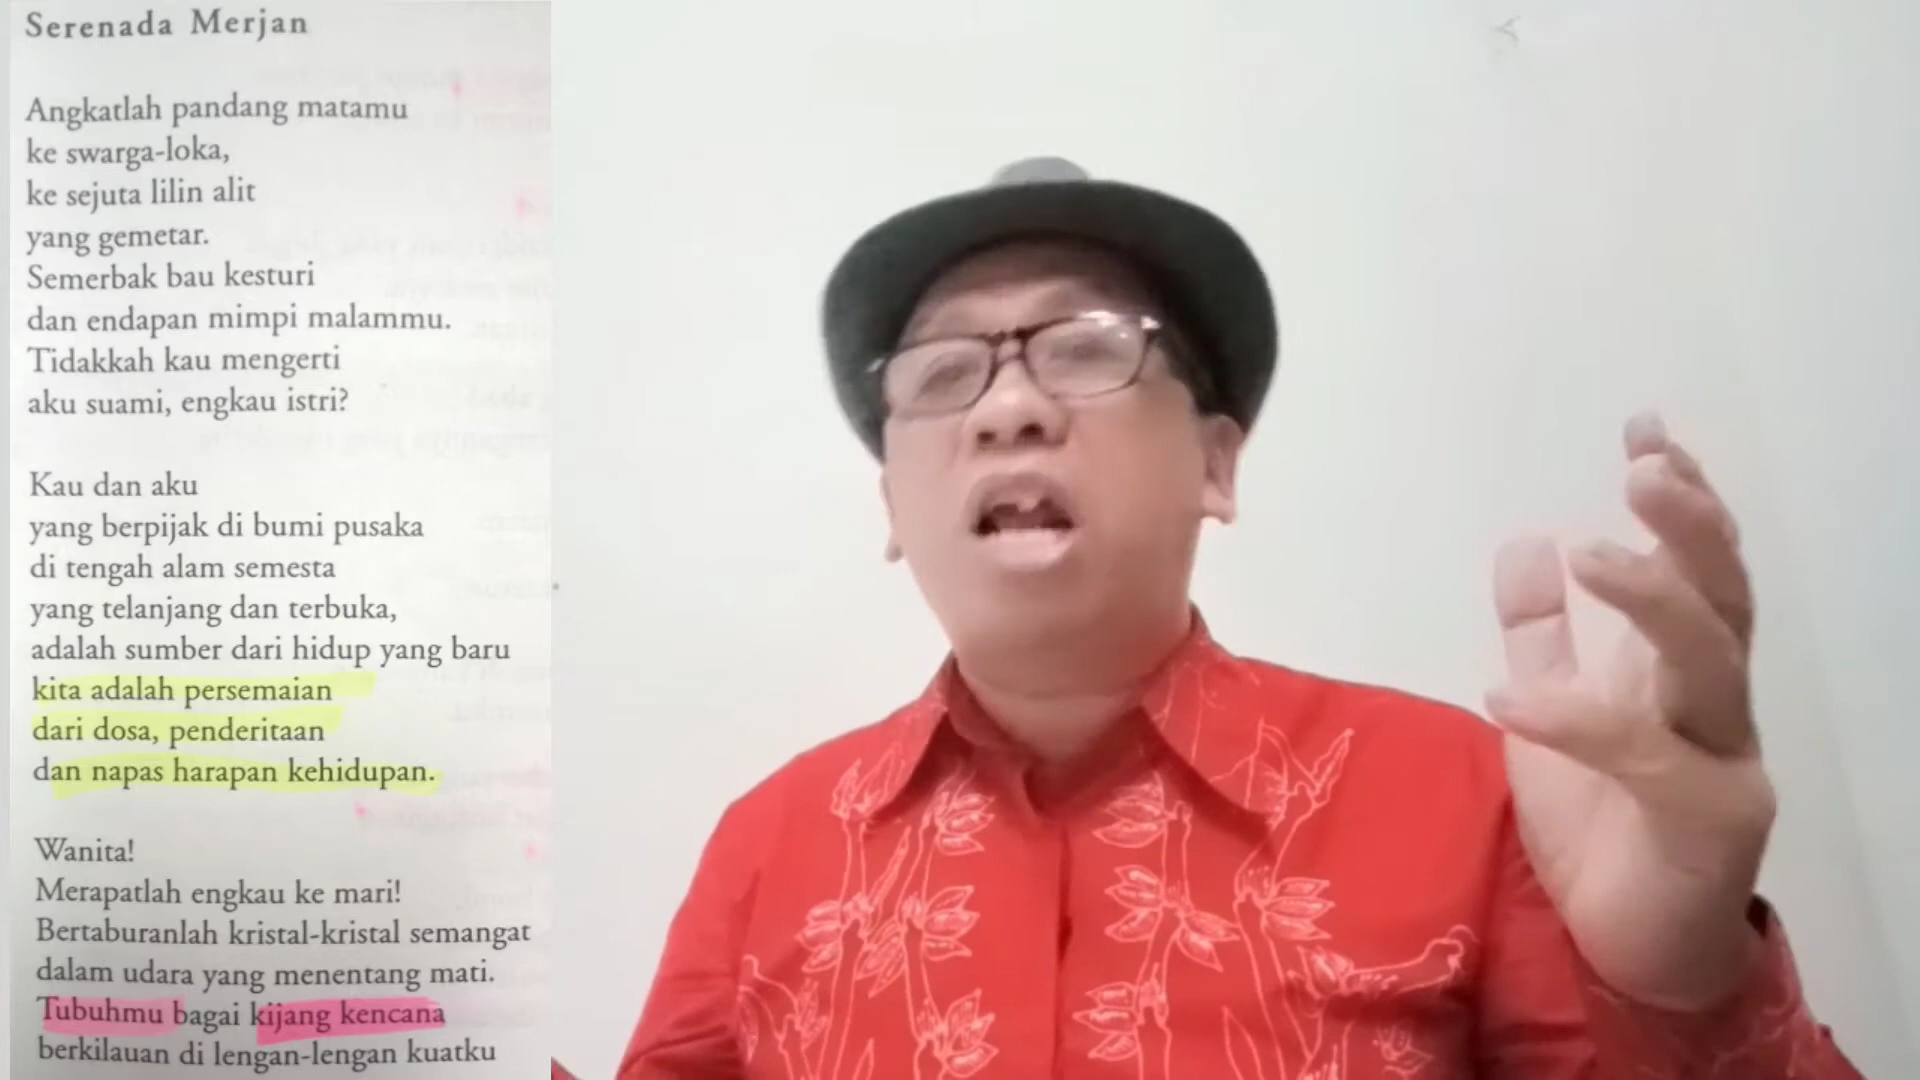 Serenada Merjan
Angkatlah pandang matamu
ke swarga-loka,
ke sejuta lilin alit
yang gemetar.
Semerbak bau kesturi
dan endapan mimpi malammu.
Tidakkah kau mengerti
aku suami, engkau istri?
Kau dan aku
yang berpijak di bumi pusaka
di tengah alam semesta
yang telanjang dan terbuka,
adalah sumber dari hidup yang baru
kita adalah persemaian
dari dosa, penderitaan
dan napas harapan kehidupan.
Wanita!
Merapatlah engkau ke mari!
Bertaburanlah kristal-kristal semangat
dalam udara yang menentang mati.
Tubuhmu bagai kijang kencana
berkilauan di lengan-lengan kuatku